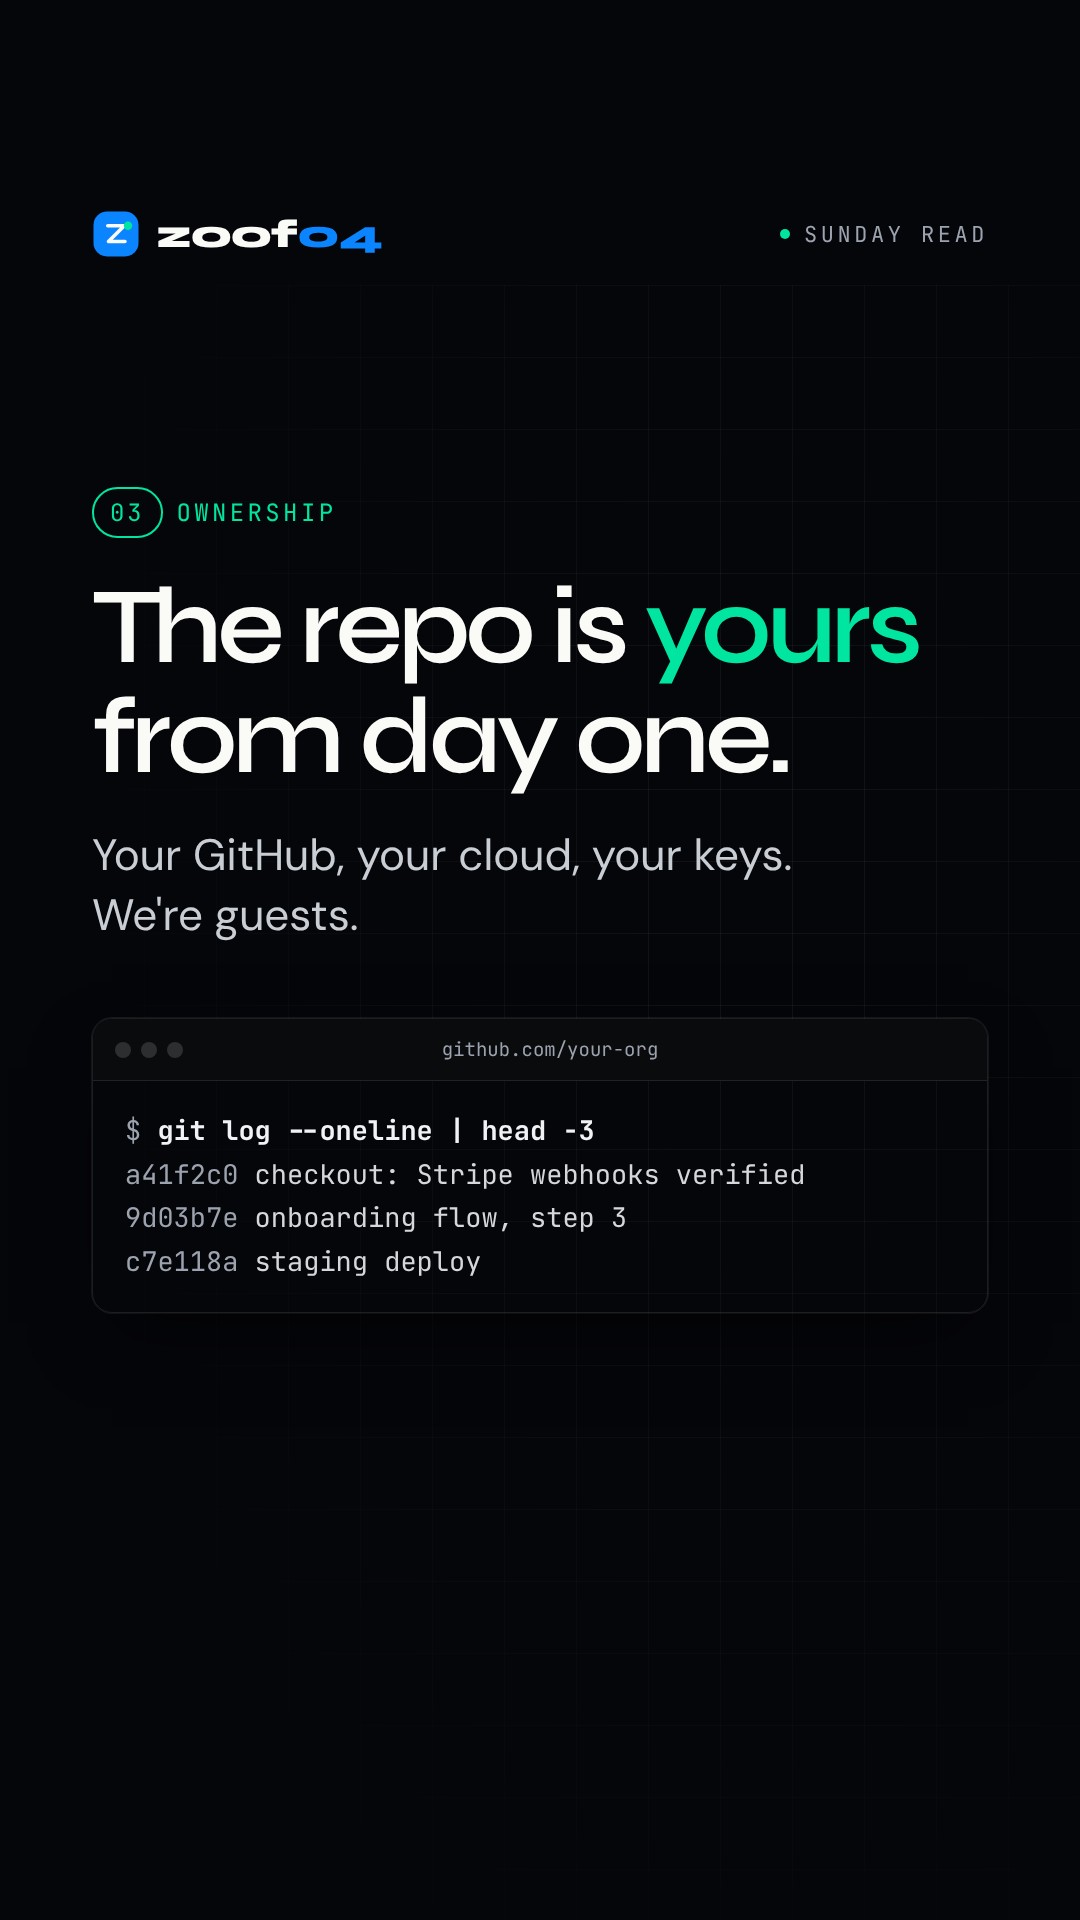 Z zoof04
SUNDAY READ
03 OWNERSHIP
The repo is yours
from day one.
Your GitHub, your cloud, your keys.
We're guests.
github.com/your-org
$ git log --oneline | head -3
a41f2c0 checkout: Stripe webhooks verified
9d03b7e onboarding flow, step 3
c7e118a staging deploy